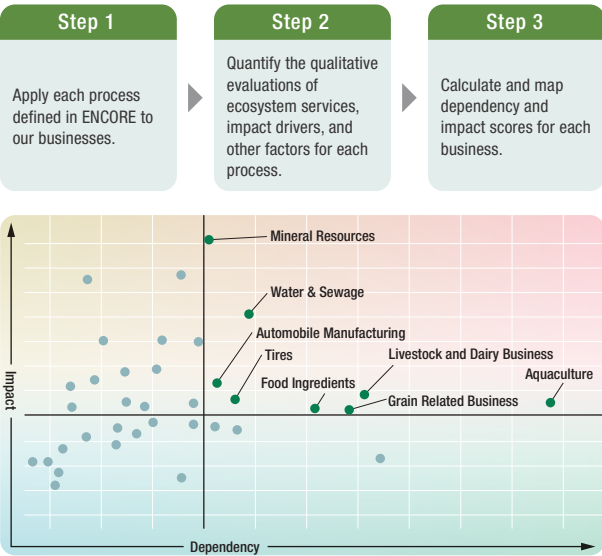 Step 1
Apply each process
defined in ENCORE to
our businesses.
Step 2
Quantify the qualitative
evaluations of
ecosystem services,
impact drivers, and
other factors for each
process.
Step 3
Calculate and map
dependency and
impact scores for each
business.
Mineral Resources
Water & Sewage
Automobile Manufacturing
Tires
Livestock and Dairy Business
Food Ingredients
Aquaculture
Grain Related Business
Impact
Dependency